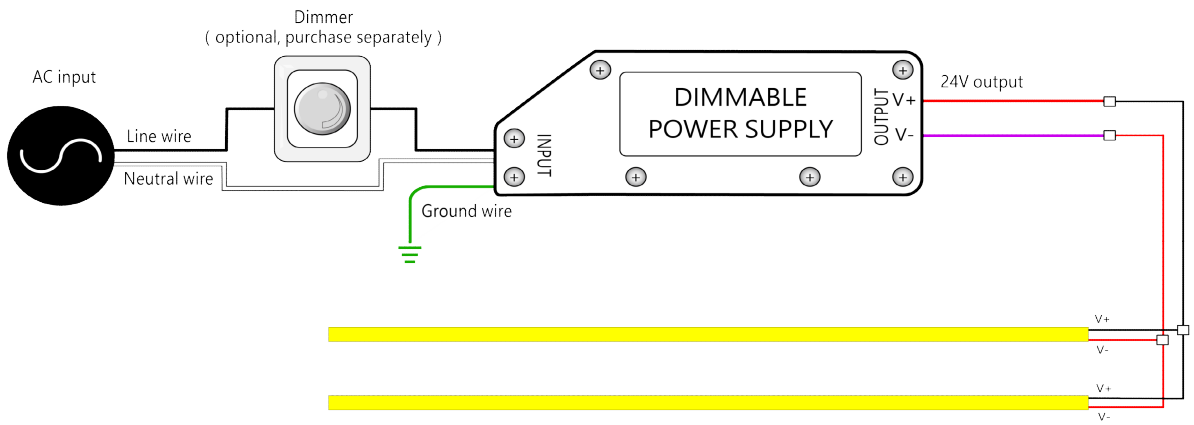 Dimmer
( optional, purchase separately )
AC input
Line wire
Neutral wire
Ground wire
INPUT
DIMMABLE
POWER SUPPLY
OUTPUT
V+
V-
24V output
V+
V-
V+
V-